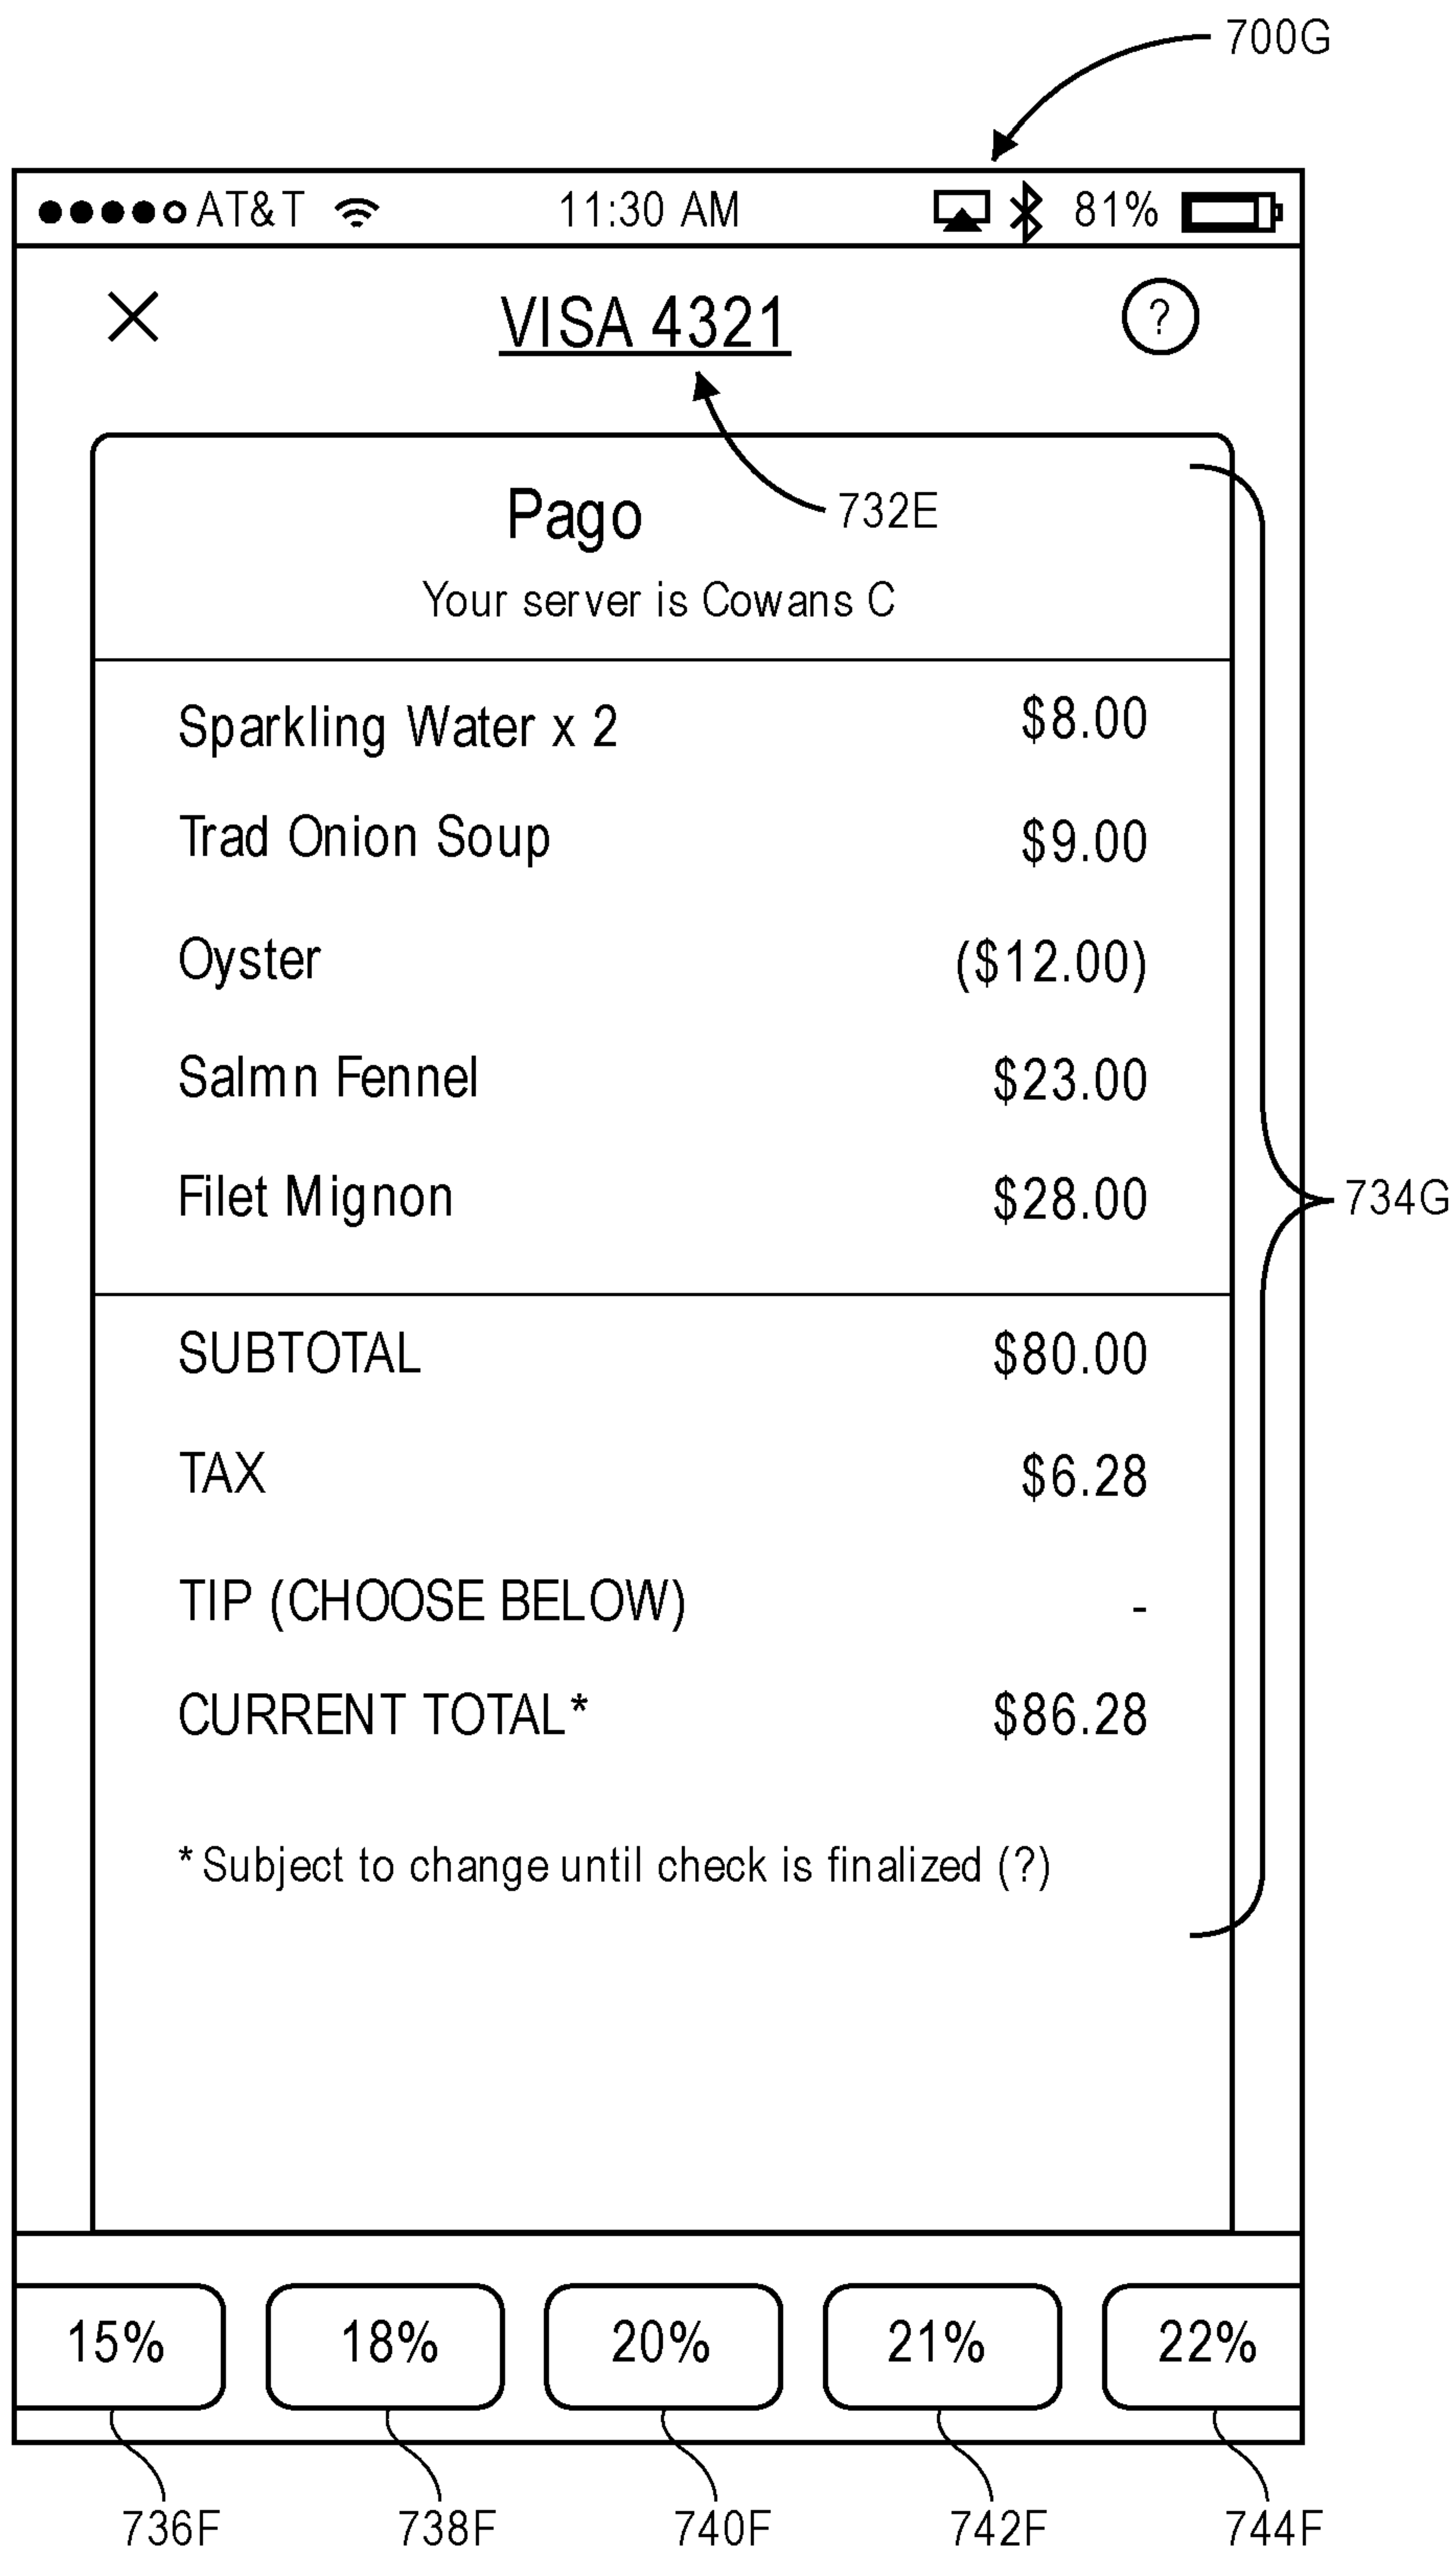 700G
AT&T 11:30 AM 81%
VISA 4321 ?
732E
Pago
Your server is Cowans C
Sparkling Water x 2 $8.00
Trad Onion Soup $9.00
Oyster ($12.00)
Salmn Fennel $23.00
Filet Mignon $28.00
734G
SUBTOTAL $80.00
TAX $6.28
TIP (CHOOSE BELOW) -
CURRENT TOTAL* $86.28
*Subject to change until check is finalized (?)
15% 18% 20% 21% 22%
736F 738F 740F 742F 744F